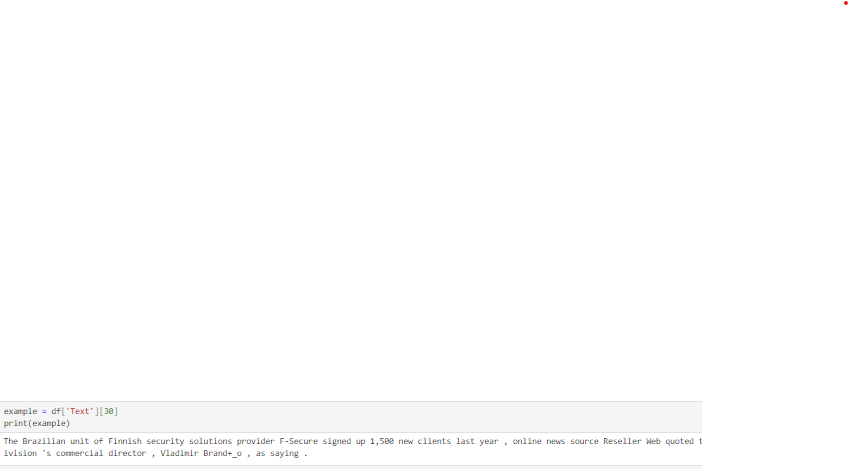 example = df['Text'][30]
print(example)
The Brazilian unit of Finnish security solutions provider F-Secure signed up 1,500 new clients last year , online news source Reseller Web quoted t
ivision 's commercial director , Vladimir Brand+_o , as saying .